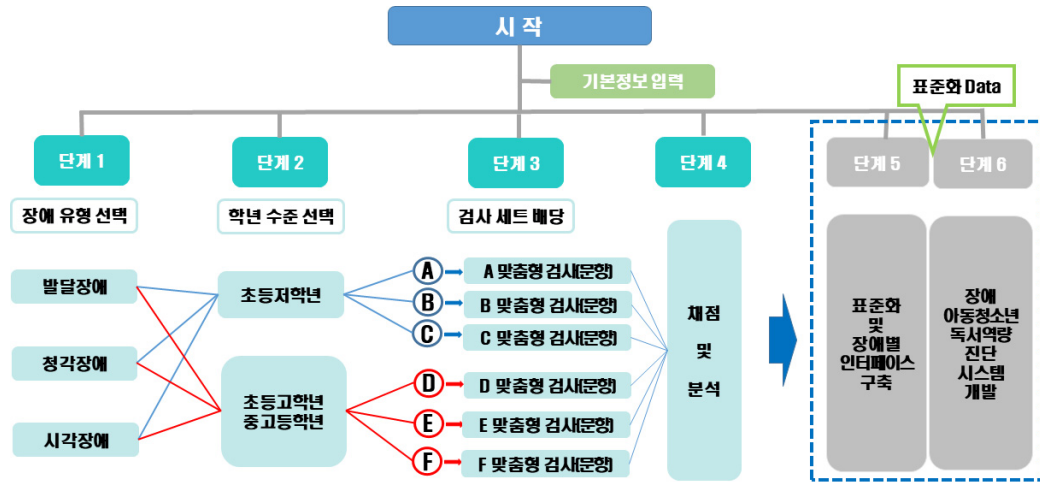 시 작
기본정보 입력
표준화 Data
단계 1
단계 2
단계 3
단계 4
단계 5
단계 6
장애 유형 선택
학년 수준 선택
검사 세트 배당
발달장애
청각장애
시각장애
초등저학년
초등고학년
중고등학년
A
A 맞춤형 검사(문항)
B
B 맞춤형 검사(문항)
C
C 맞춤형 검사(문항)
D
D 맞춤형 검사(문항)
E
E 맞춤형 검사(문항)
F
F 맞춤형 검사(문항)
채점
및
분석
표준화
및
장애별
인터페이스
구축
장애
아동청소년
독서역량
진단
시스템
개발